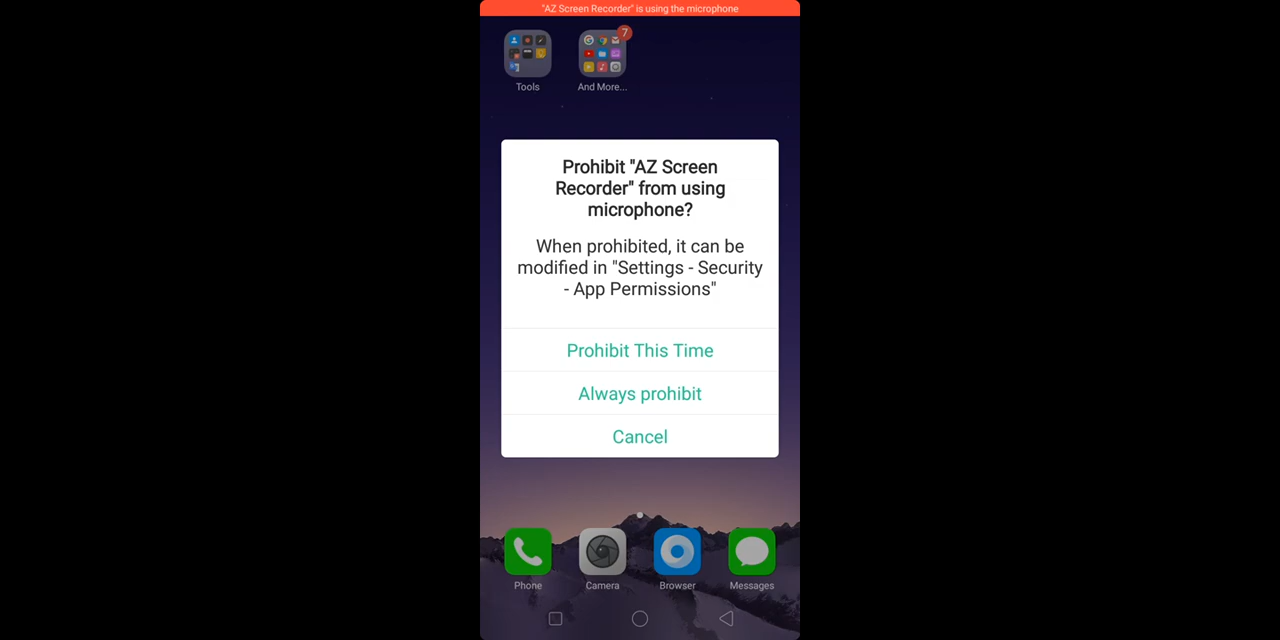 "AZ Screen Recorder" is using the microphone
7
Tools
And More...
Prohibit "AZ Screen
Recorder" from using
microphone?
When prohibited, it can be
modified in "Settings - Security
- App Permissions"
Prohibit This Time
Always prohibit
Cancel
Phone
Camera
Browser
Messages